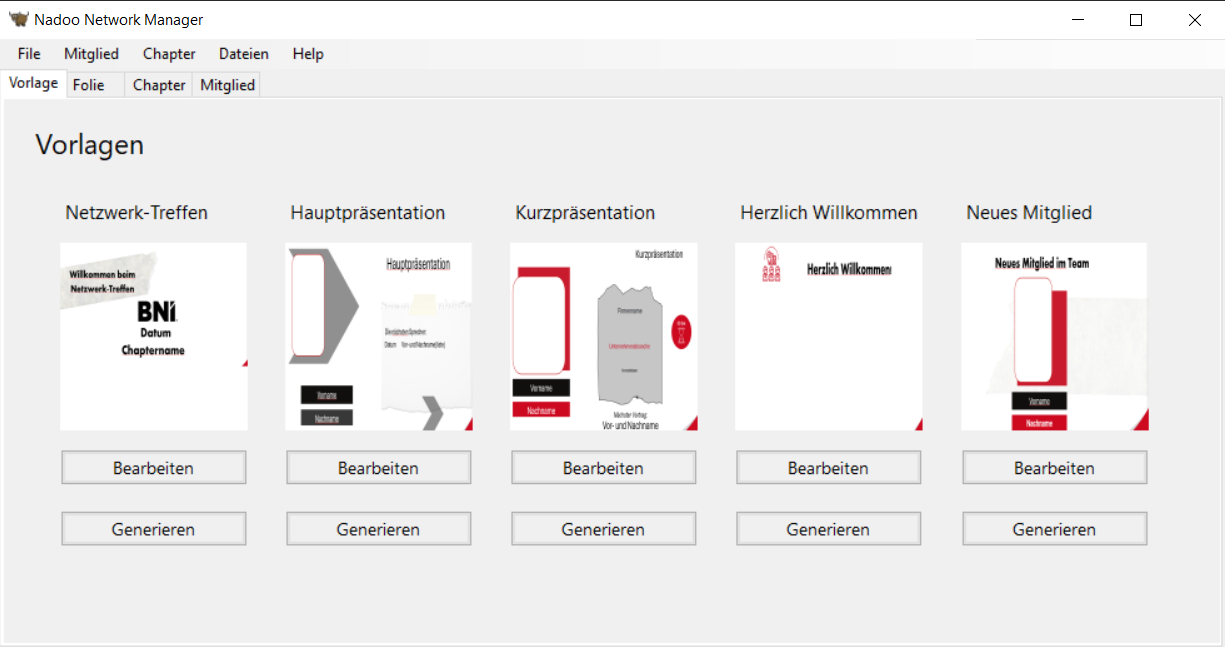 Nadoo Network Manager
File Mitglied Chapter Dateien Help
Vorlage Folie Chapter Mitglied
Vorlagen
Netzwerk-Treffen Hauptpräsentation Kurzpräsentation Herzlich Willkommen Neues Mitglied
Willkommen beim
Netzwerk-Treffen
BNI
Datum
Chaptername
Hauptpräsentation
Die nächsten Sprecher:
Datum Vor- und Nachname(liste)
Vorname
Nachname
Kurzpräsentation
Firmenname
Unternehmensbranche
Vorname
Nachname
Nächster Vortrag:
Vor- und Nachname
Herzlich Willkommen!
Neues Mitglied im Team
Vorname
Nachname
Bearbeiten Bearbeiten Bearbeiten Bearbeiten Bearbeiten
Generieren Generieren Generieren Generieren Generieren